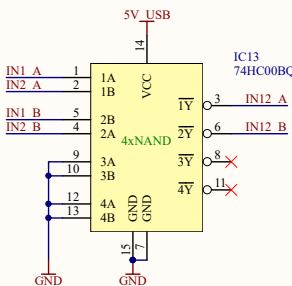 5V_USB
14
VCC
IC13
74HC00BQ
IN1_A 1 1A
IN2_A 2 1B
1Y 3 IN12_A
IN1_B 5 2B
IN2_B 4 2A
2Y 6 IN12_B
4xNAND
9 3A
10 3B
3Y 8
12 4A
13 4B
4Y 11
GND
GND
15
7
GND
GND